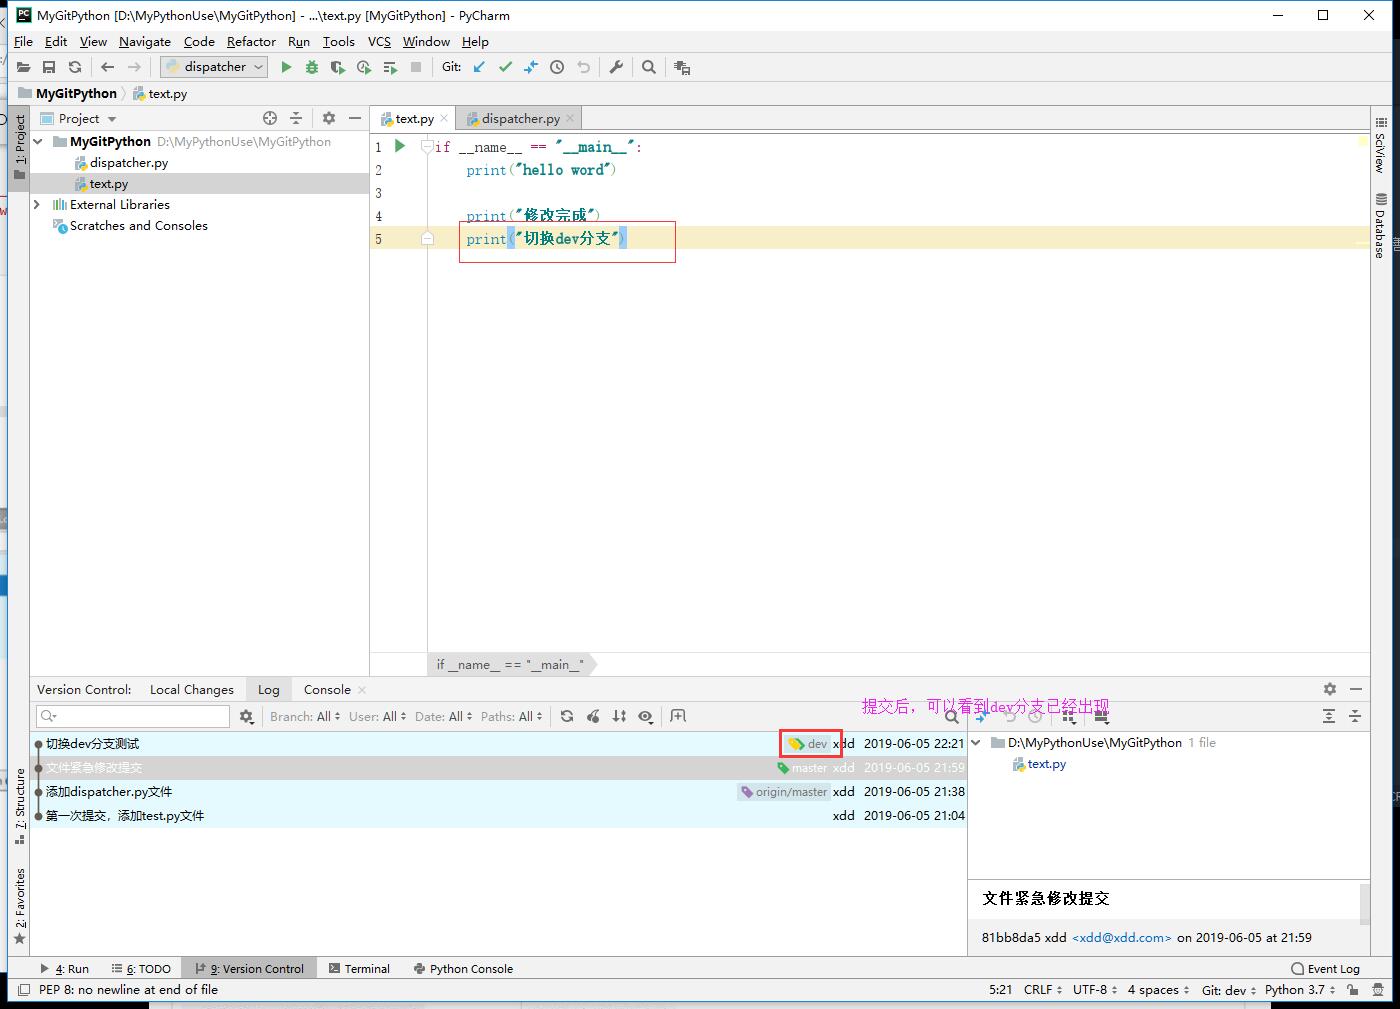 MyGitPython [D:\MyPythonUse\MyGitPython] - ...\text.py [MyGitPython] - PyCharm
File Edit View Navigate Code Refactor Run Tools VCS Window Help
dispatcher Git:
MyGitPython text.py
1: Project
Project
text.py dispatcher.py
MyGitPython D:\MyPythonUse\MyGitPython
dispatcher.py
text.py
External Libraries
Scratches and Consoles
1 if __name__ == "__main__":
2 print("hello word")
3
4 print("修改完成")
5 print("切换dev分支")
if __name__ == "__main__"
SciView
Database
Version Control: Local Changes Log Console
提交后，可以看到dev分支已经出现
Branch: All User: All Date: All Paths: All
切换dev分支测试 dev xdd 2019-06-05 22:21
文件紧急修改提交 master xdd 2019-06-05 21:59
添加dispatcher.py文件 origin/master xdd 2019-06-05 21:38
第一次提交，添加test.py文件 xdd 2019-06-05 21:04
D:\MyPythonUse\MyGitPython 1 file
text.py
文件紧急修改提交
81bb8da5 xdd <xdd@xdd.com> on 2019-06-05 at 21:59
7: Structure
2: Favorites
4: Run 6: TODO 9: Version Control Terminal Python Console Event Log
PEP 8: no newline at end of file 5:21 CRLF UTF-8 4 spaces Git: dev Python 3.7